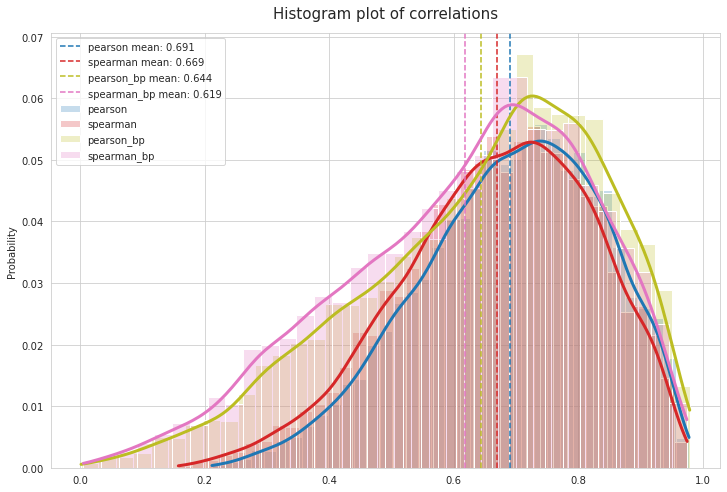 Histogram plot of correlations
0.07
0.06
0.05
0.04
0.03
0.02
0.01
0.00
Probability
pearson mean: 0.691
spearman mean: 0.669
pearson_bp mean: 0.644
spearman_bp mean: 0.619
pearson
spearman
pearson_bp
spearman_bp
0.0 0.2 0.4 0.6 0.8 1.0